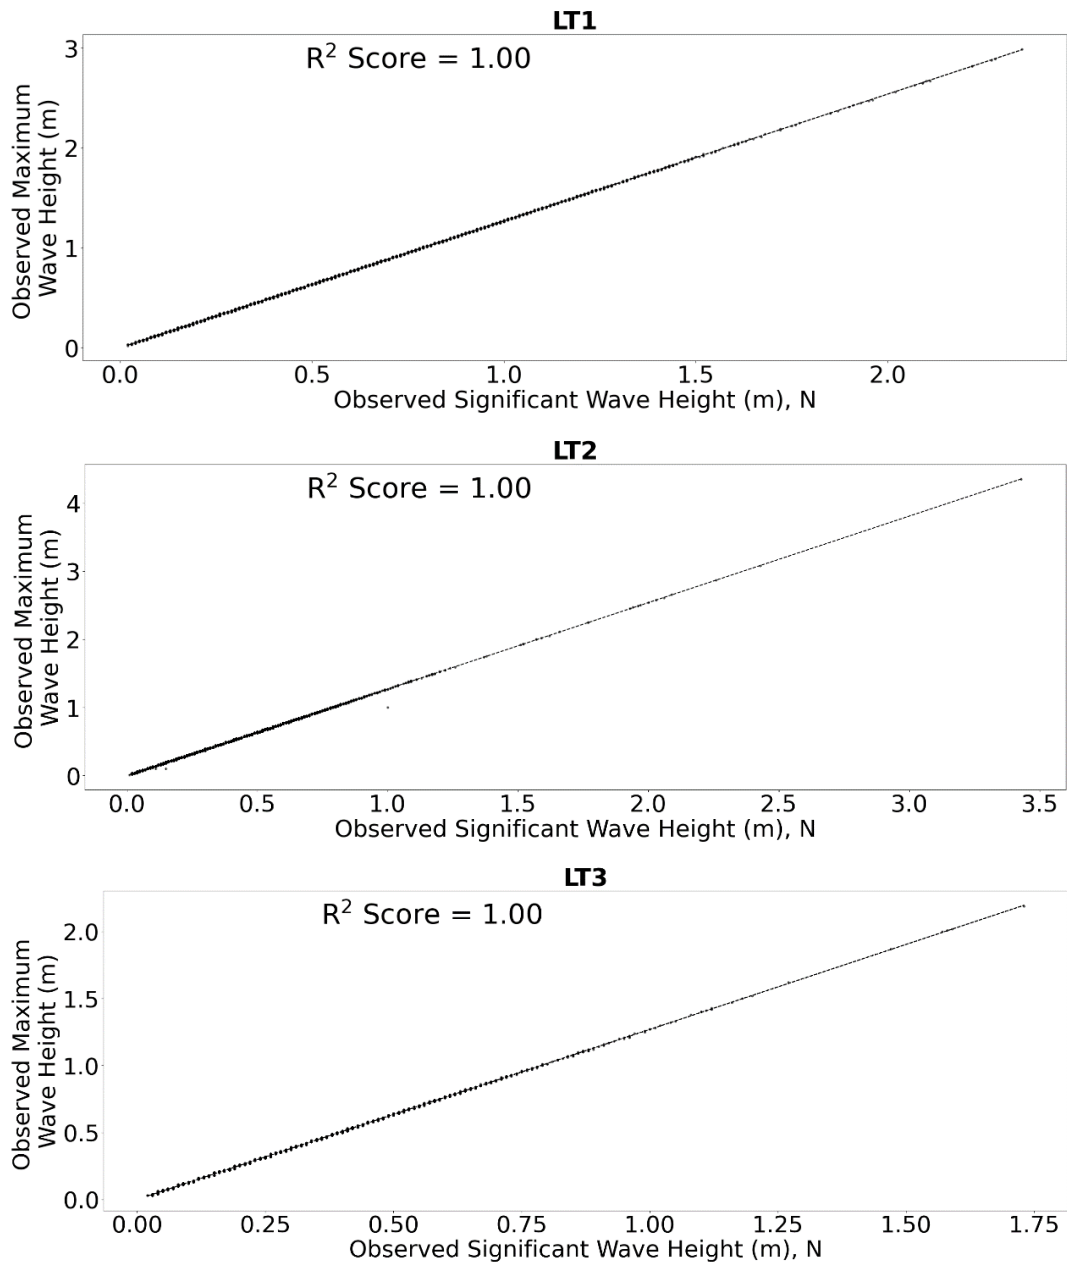 LT1
R² Score = 1.00
Observed Maximum
Wave Height (m)
3
2
1
0
0.0 0.5 1.0 1.5 2.0
Observed Significant Wave Height (m), N
LT2
R² Score = 1.00
Observed Maximum
Wave Height (m)
4
3
2
1
0
0.0 0.5 1.0 1.5 2.0 2.5 3.0 3.5
Observed Significant Wave Height (m), N
LT3
R² Score = 1.00
Observed Maximum
Wave Height (m)
2.0
1.5
1.0
0.5
0.0
0.00 0.25 0.50 0.75 1.00 1.25 1.50 1.75
Observed Significant Wave Height (m), N